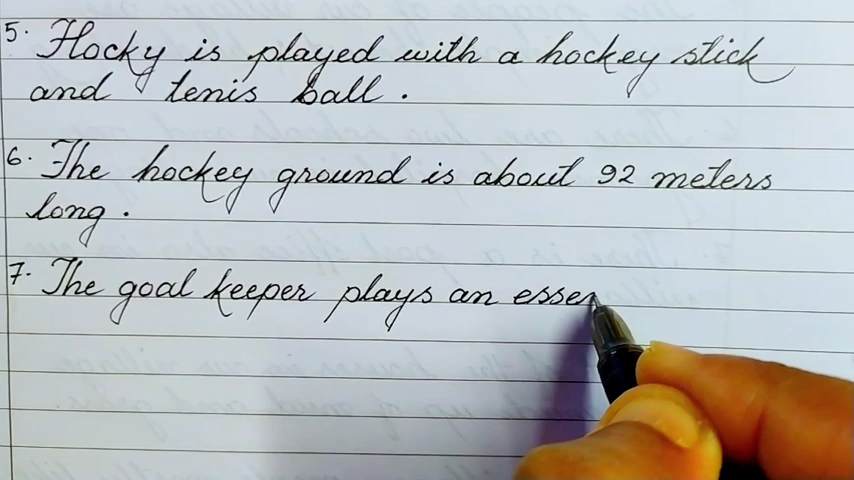 5. Hocky is played with a hockey stick
and tenis ball.
6. The hockey ground is about 92 meters
long.
7. The goal keeper plays an essen